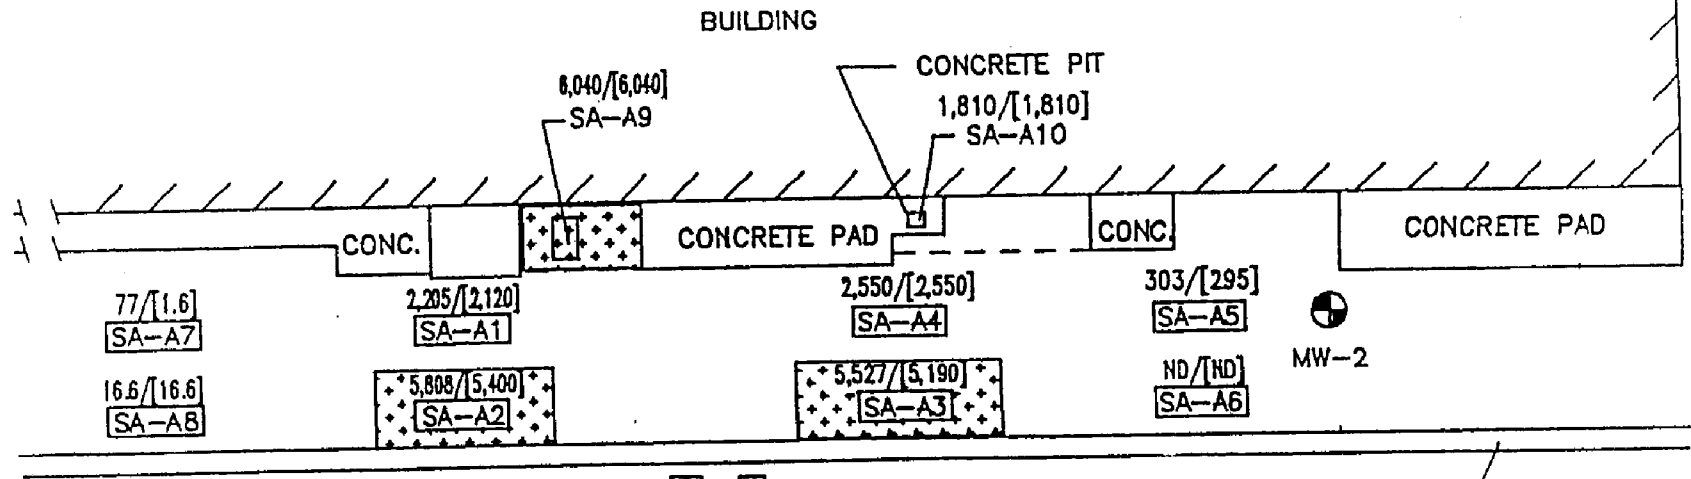 BUILDING
CONCRETE PIT
6,040/[6,040]
SA-A9
1,810/[1,810]
SA-A10
CONC.
CONCRETE PAD
CONC.
CONCRETE PAD
77/[1.6]
SA-A7
2,205/[2,120]
SA-A1
2,550/[2,550]
SA-A4
303/[295]
SA-A5
MW-2
16.6/[16.6]
SA-A8
5,808/[5,400]
SA-A2
5,527/[5,190]
SA-A3
ND/[ND]
SA-A6